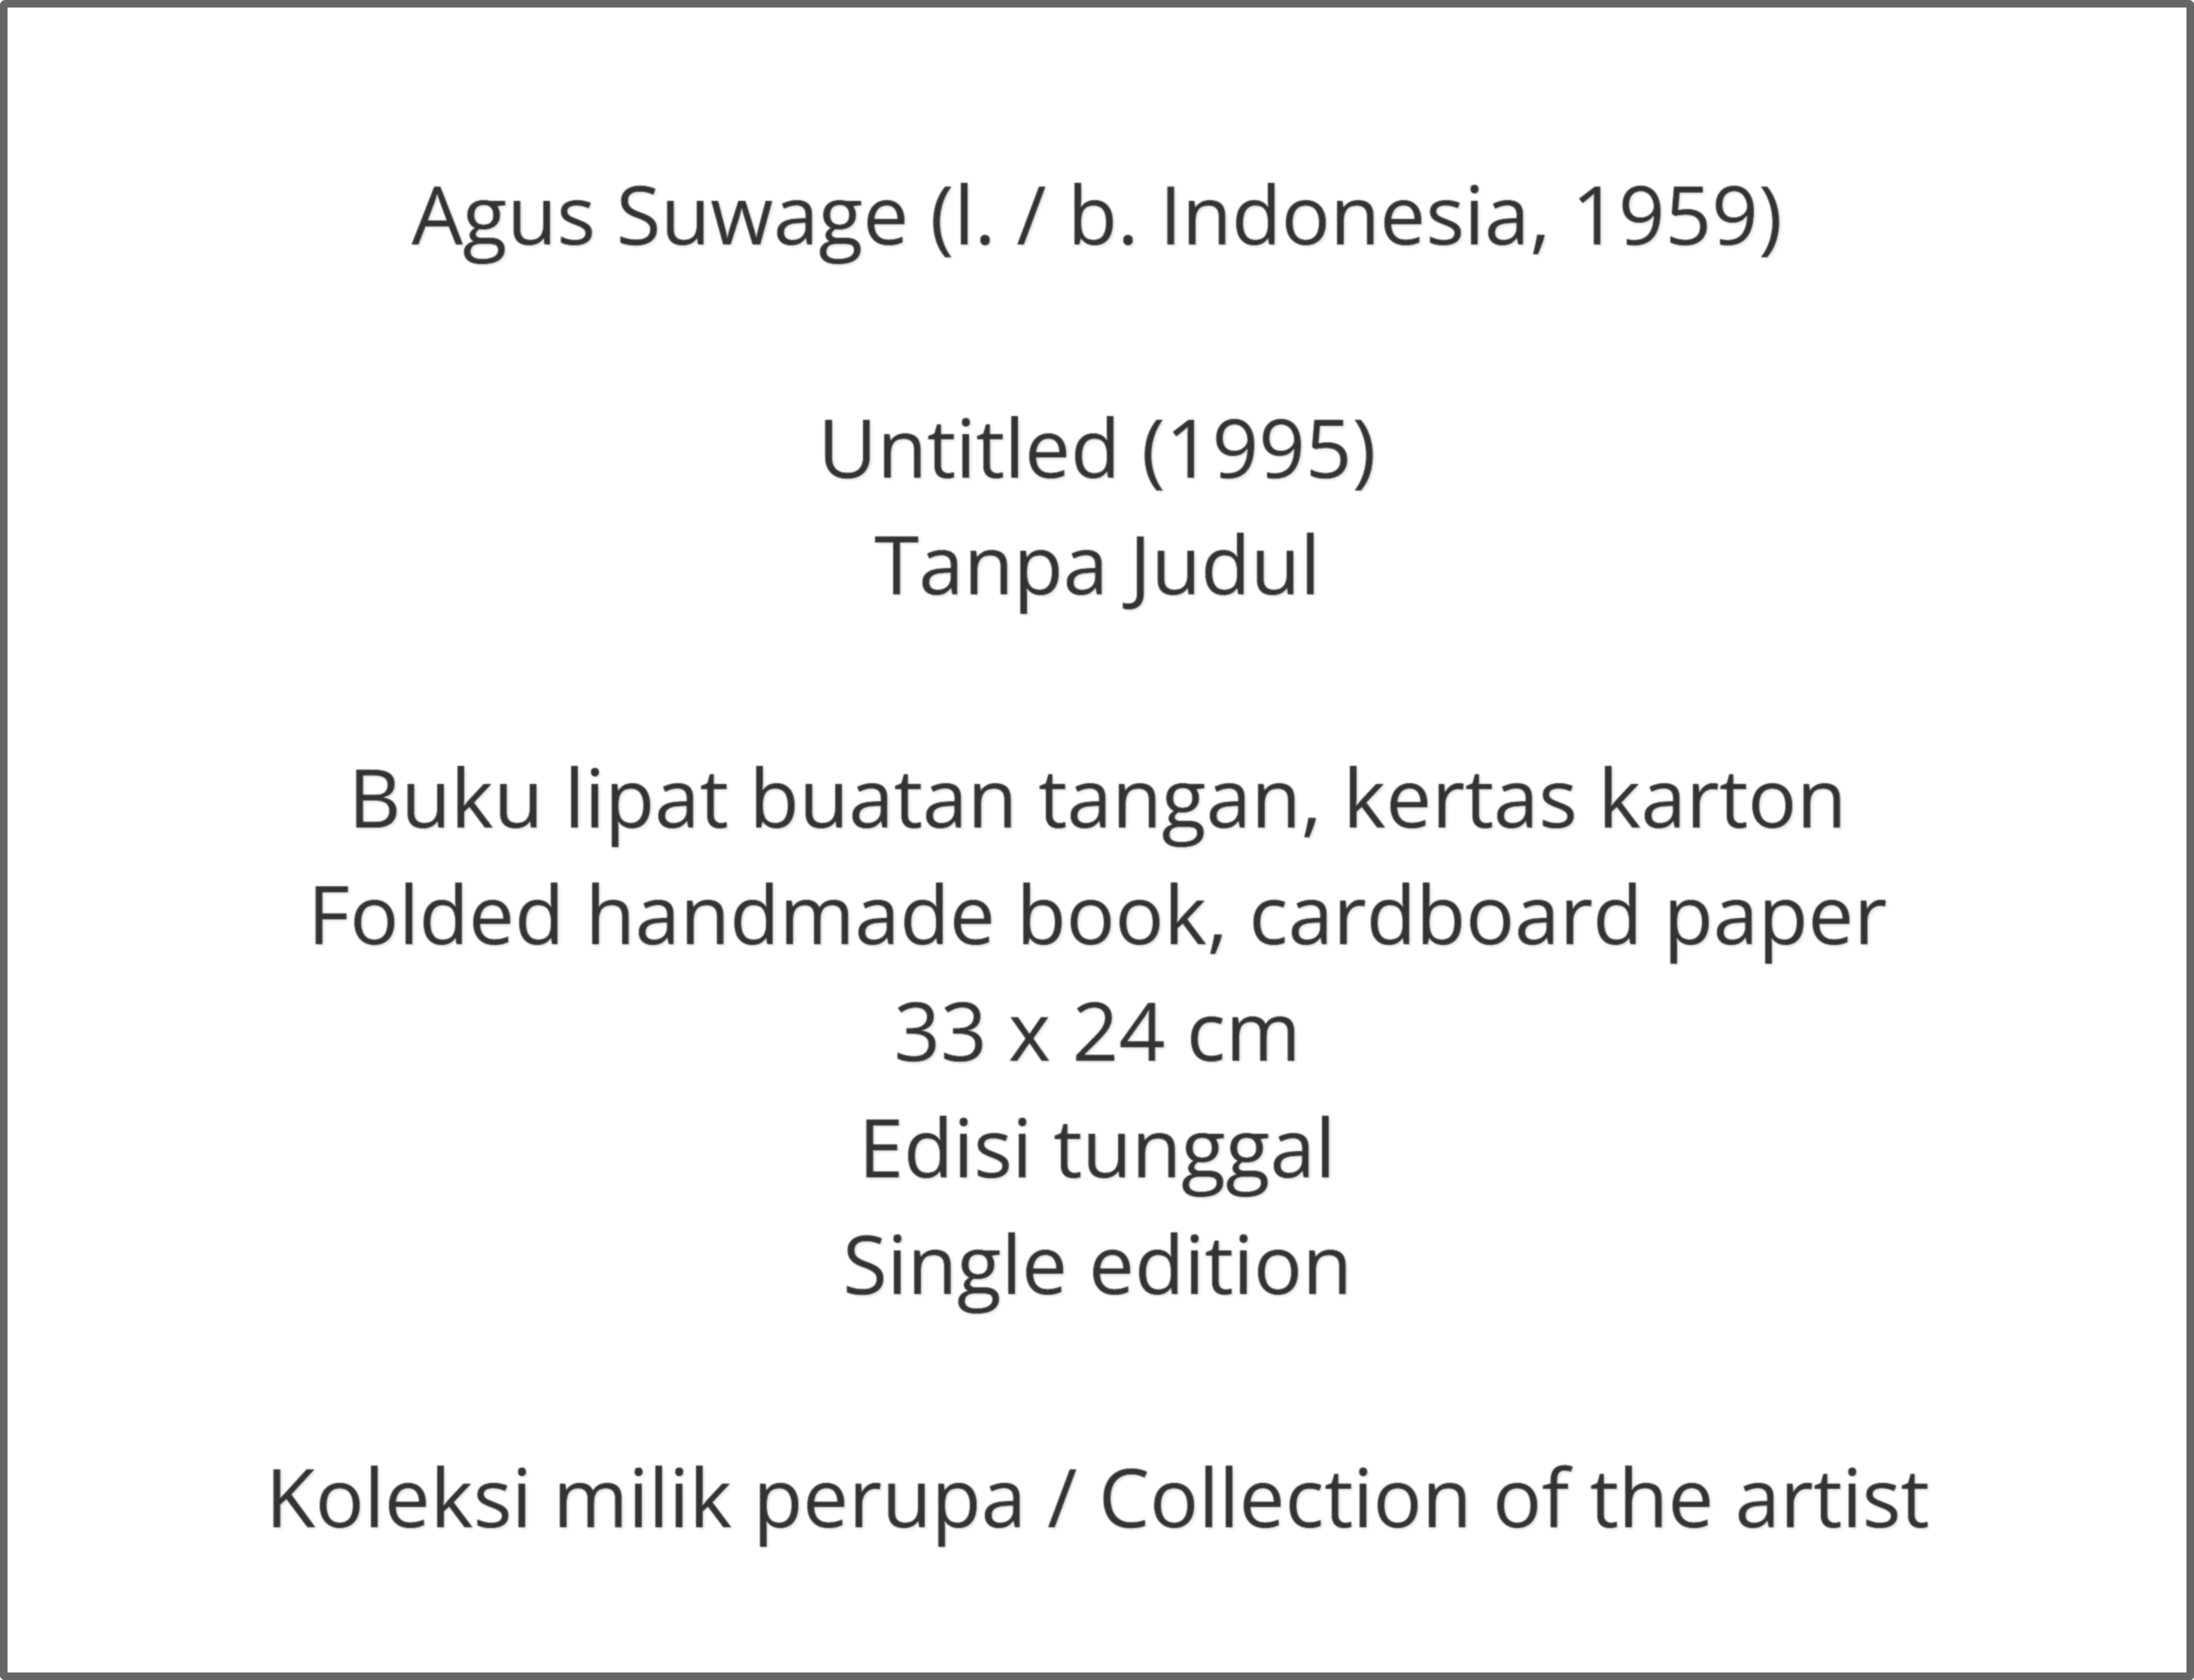 Agus Suwage (l. / b. Indonesia, 1959)
Untitled (1995)
Tanpa Judul
Buku lipat buatan tangan, kertas karton
Folded handmade book, cardboard paper
33 x 24 cm
Edisi tunggal
Single edition
Koleksi milik perupa / Collection of the artist